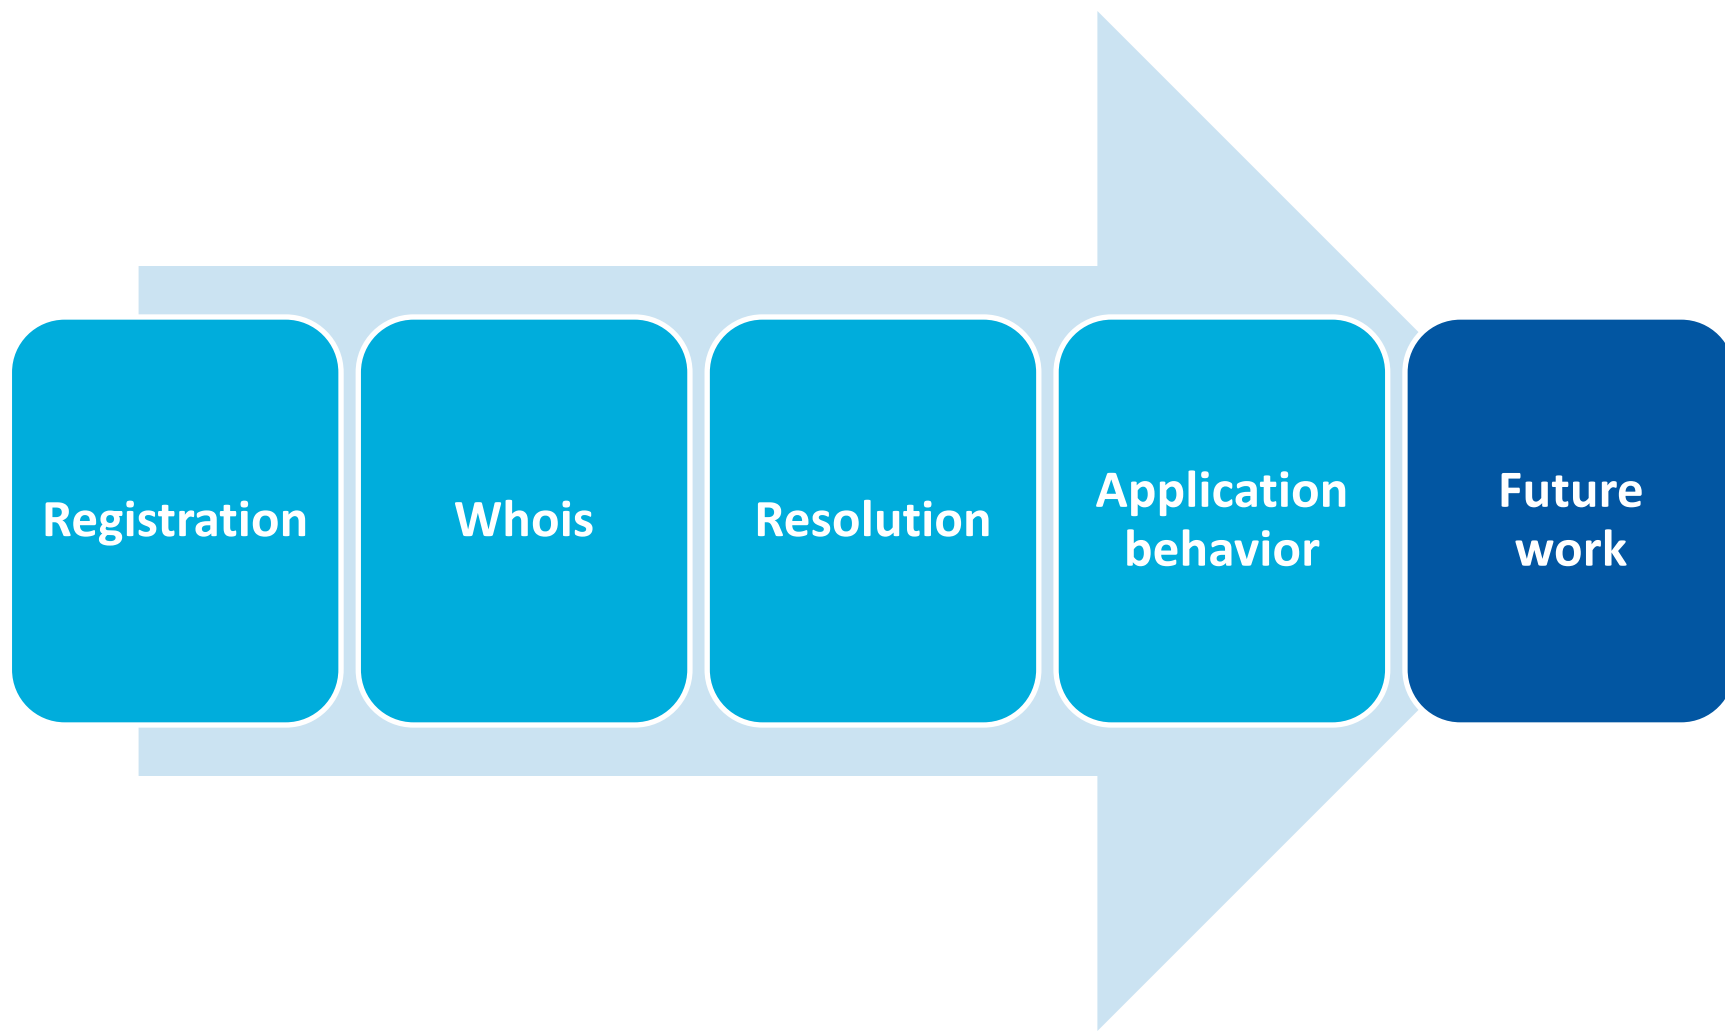 Registration
Whois
Resolution
Application
behavior
Future
work